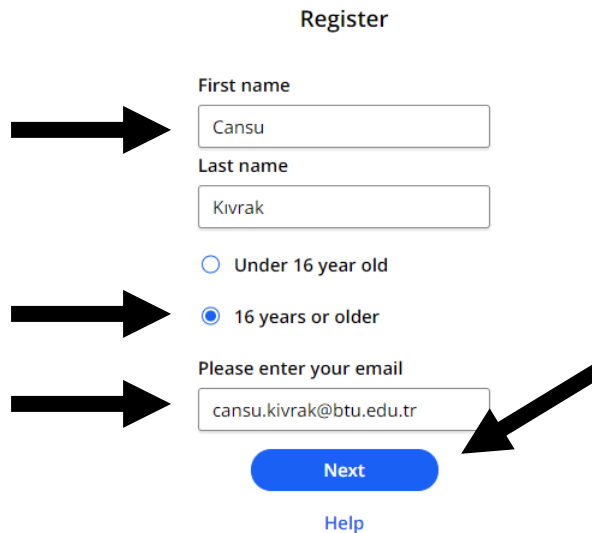 Register
First name
Cansu
Last name
Kıvrak
Under 16 year old
16 years or older
Please enter your email
cansu.kivrak@btu.edu.tr
Next
Help